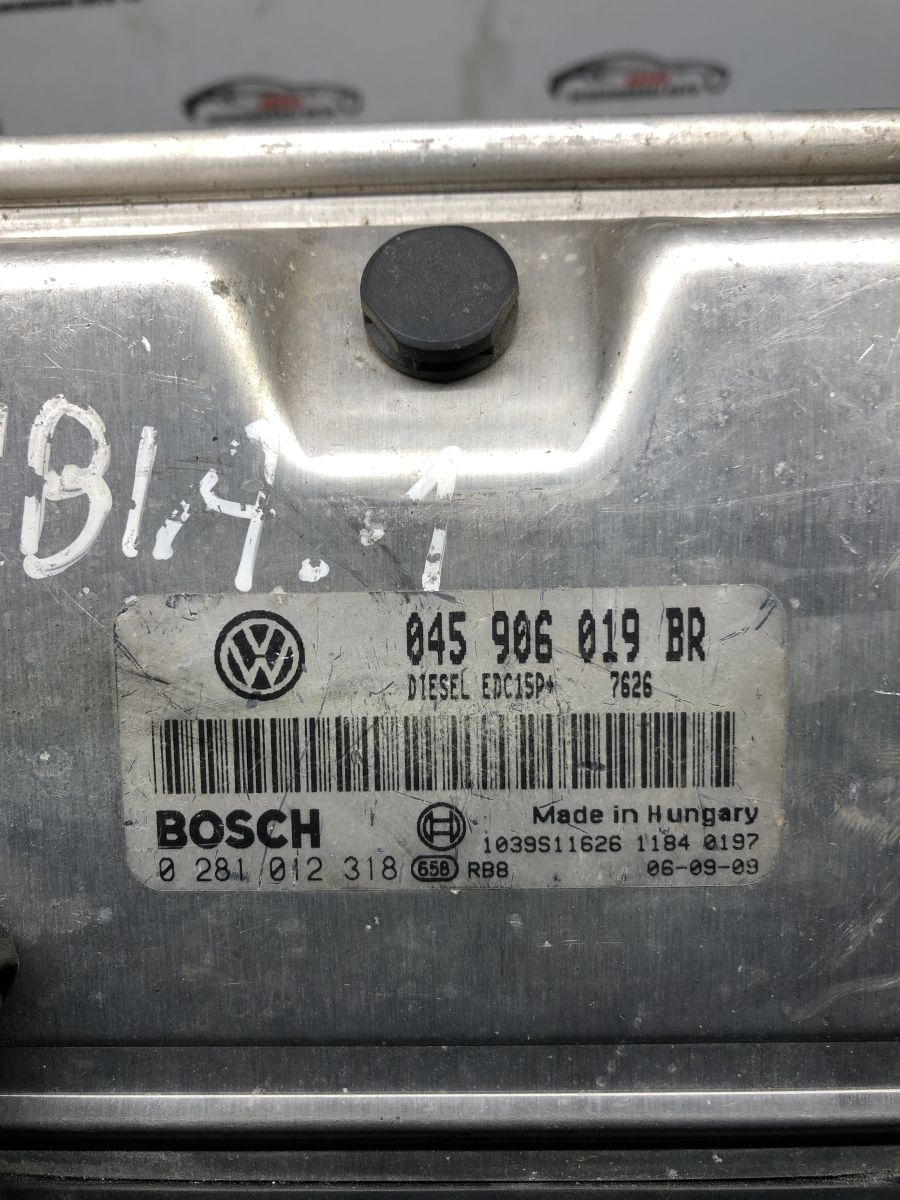 BIA. 1
045 906 019 BR
DIESEL EDC15P+ 7626
BOSCH
Made in Hungary
1039S11626 1184 0197
0 281 012 318 658 RB8 06-09-09